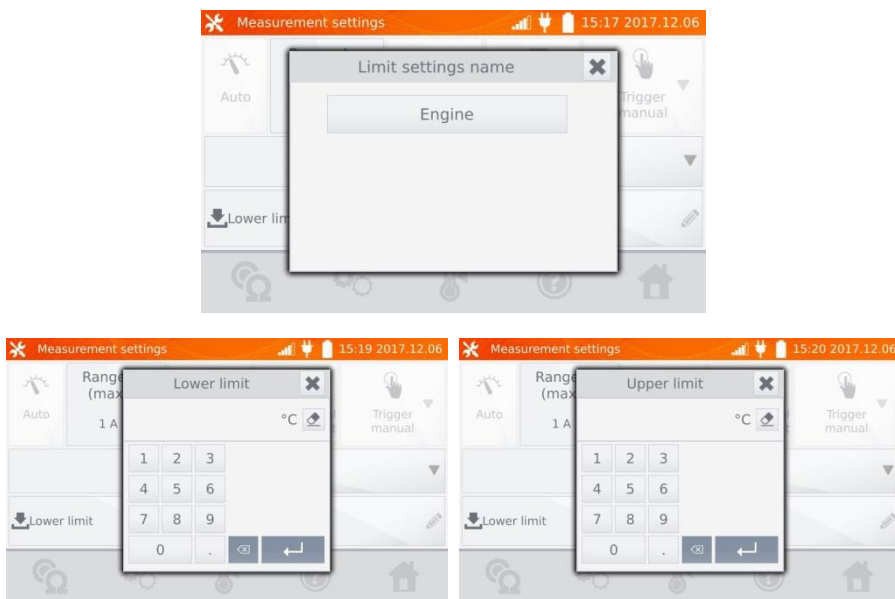 Measurement settings 15:17 2017.12.06
Limit settings name
Auto
Trigger
manual
Engine
Lower lim
Measurement settings 15:19 2017.12.06
Lower limit
Range
(max
Auto
1 A
°C
Trigger
manual
1 2 3
4 5 6
7 8 9
0 .
Lower limit
Measurement settings 15:20 2017.12.06
Upper limit
Range
(max
Auto
1 A
°C
Trigger
manual
1 2 3
4 5 6
7 8 9
0 .
Lower limit